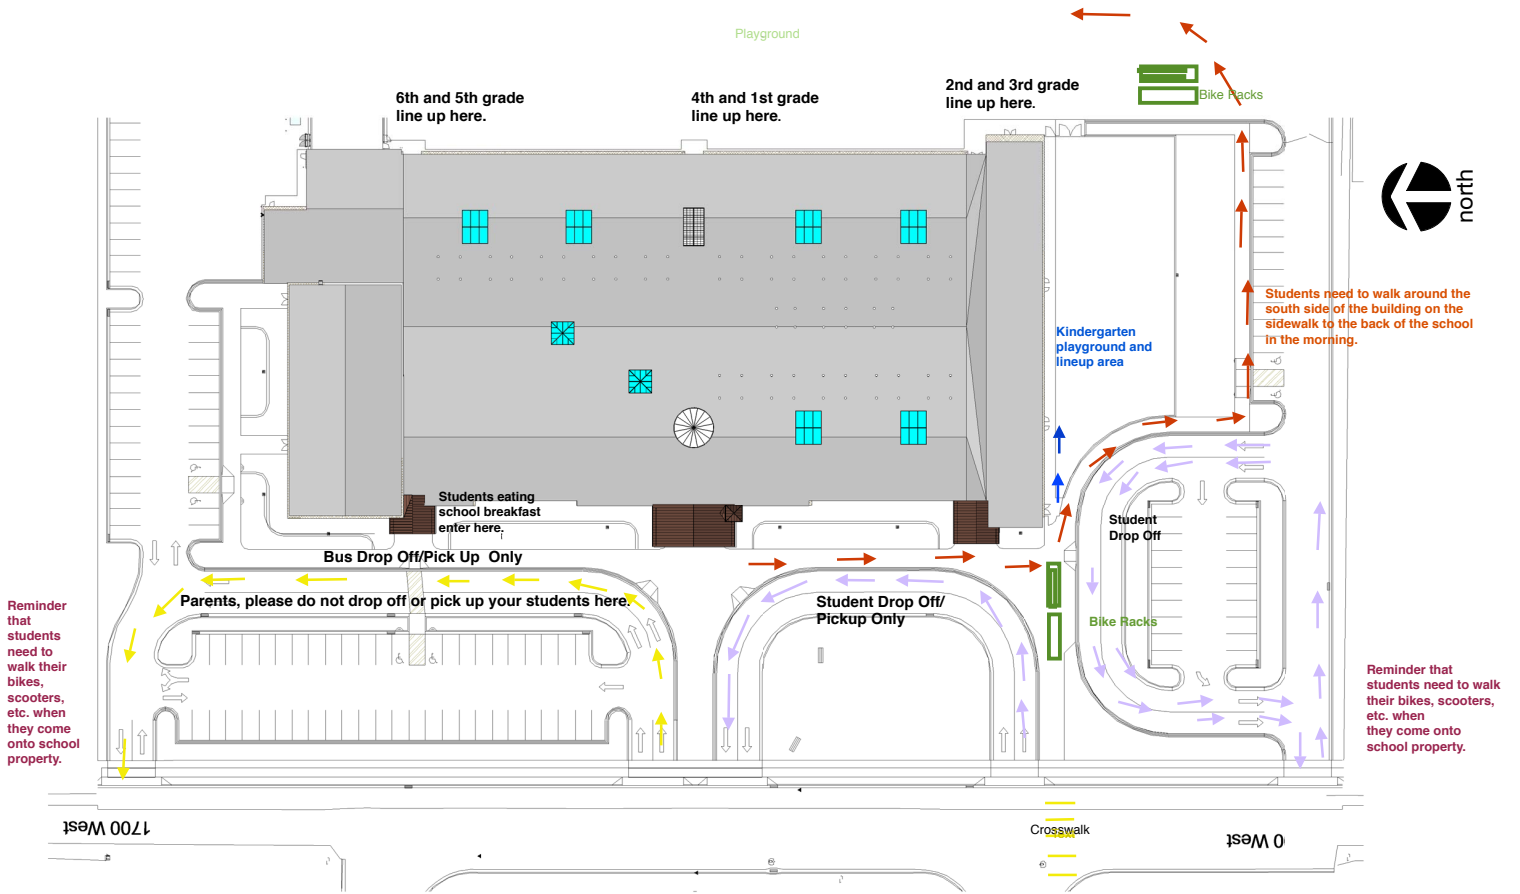 Playground
6th and 5th grade
line up here.
4th and 1st grade
line up here.
2nd and 3rd grade
line up here.
Bike Racks
north
Students need to walk around the
south side of the building on the
sidewalk to the back of the school
in the morning.
Kindergarten
playground and
lineup area
Students eating
school breakfast
enter here.
Student
Drop Off
Bus Drop Off/Pick Up Only
Parents, please do not drop off or pick up your students here.
Student Drop Off/
Pickup Only
Bike Racks
Reminder
that
students
need to
walk their
bikes,
scooters,
etc. when
they come
onto school
property.
Reminder that
students need to walk
their bikes, scooters,
etc. when
they come onto
school property.
1700 West
Crosswalk
0 West